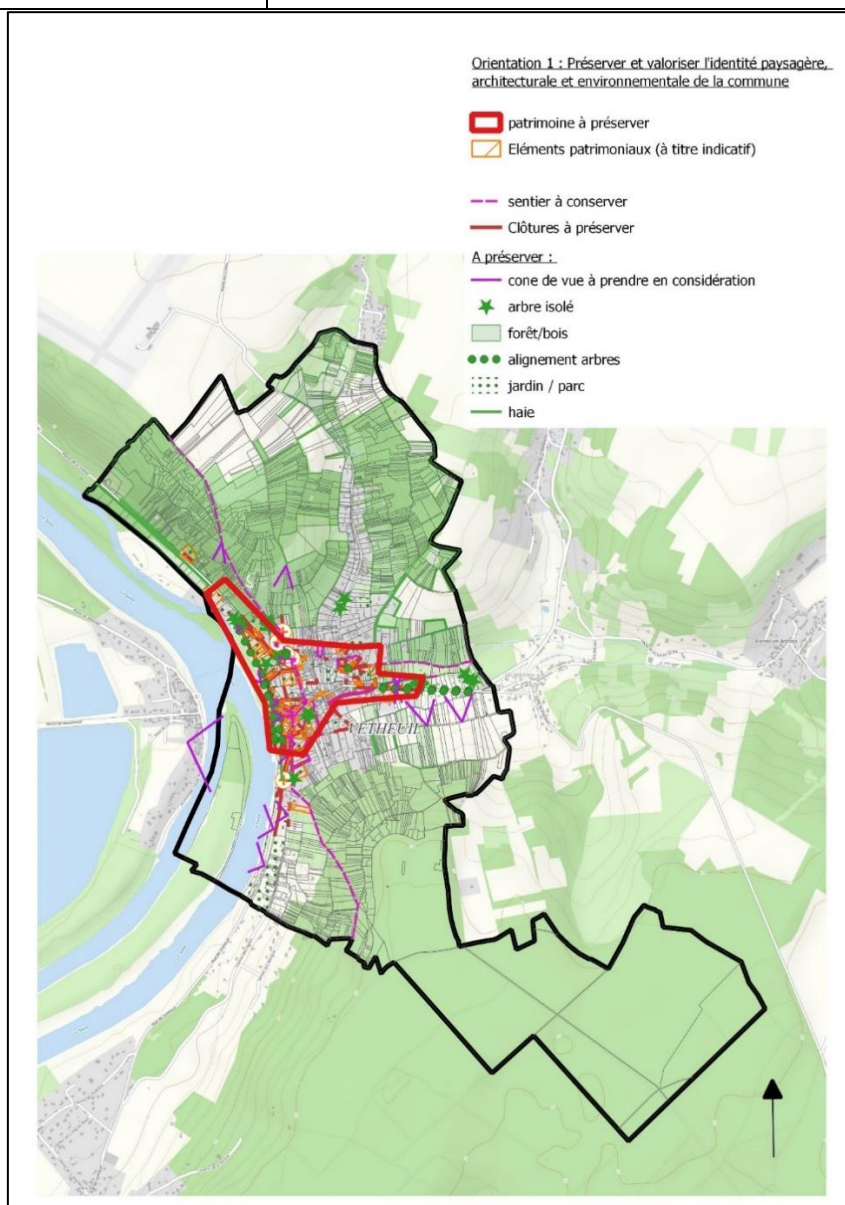 Orientation 1 : Préserver et valoriser l'identité paysagère,
architecturale et environnementale de la commune
patrimoine à préserver
Eléments patrimoniaux (à titre indicatif)
sentier à conserver
Clôtures à préserver
A préserver :
cone de vue à prendre en considération
arbre isolé
forêt/bois
alignement arbres
jardin / parc
haie
VETHEUIL